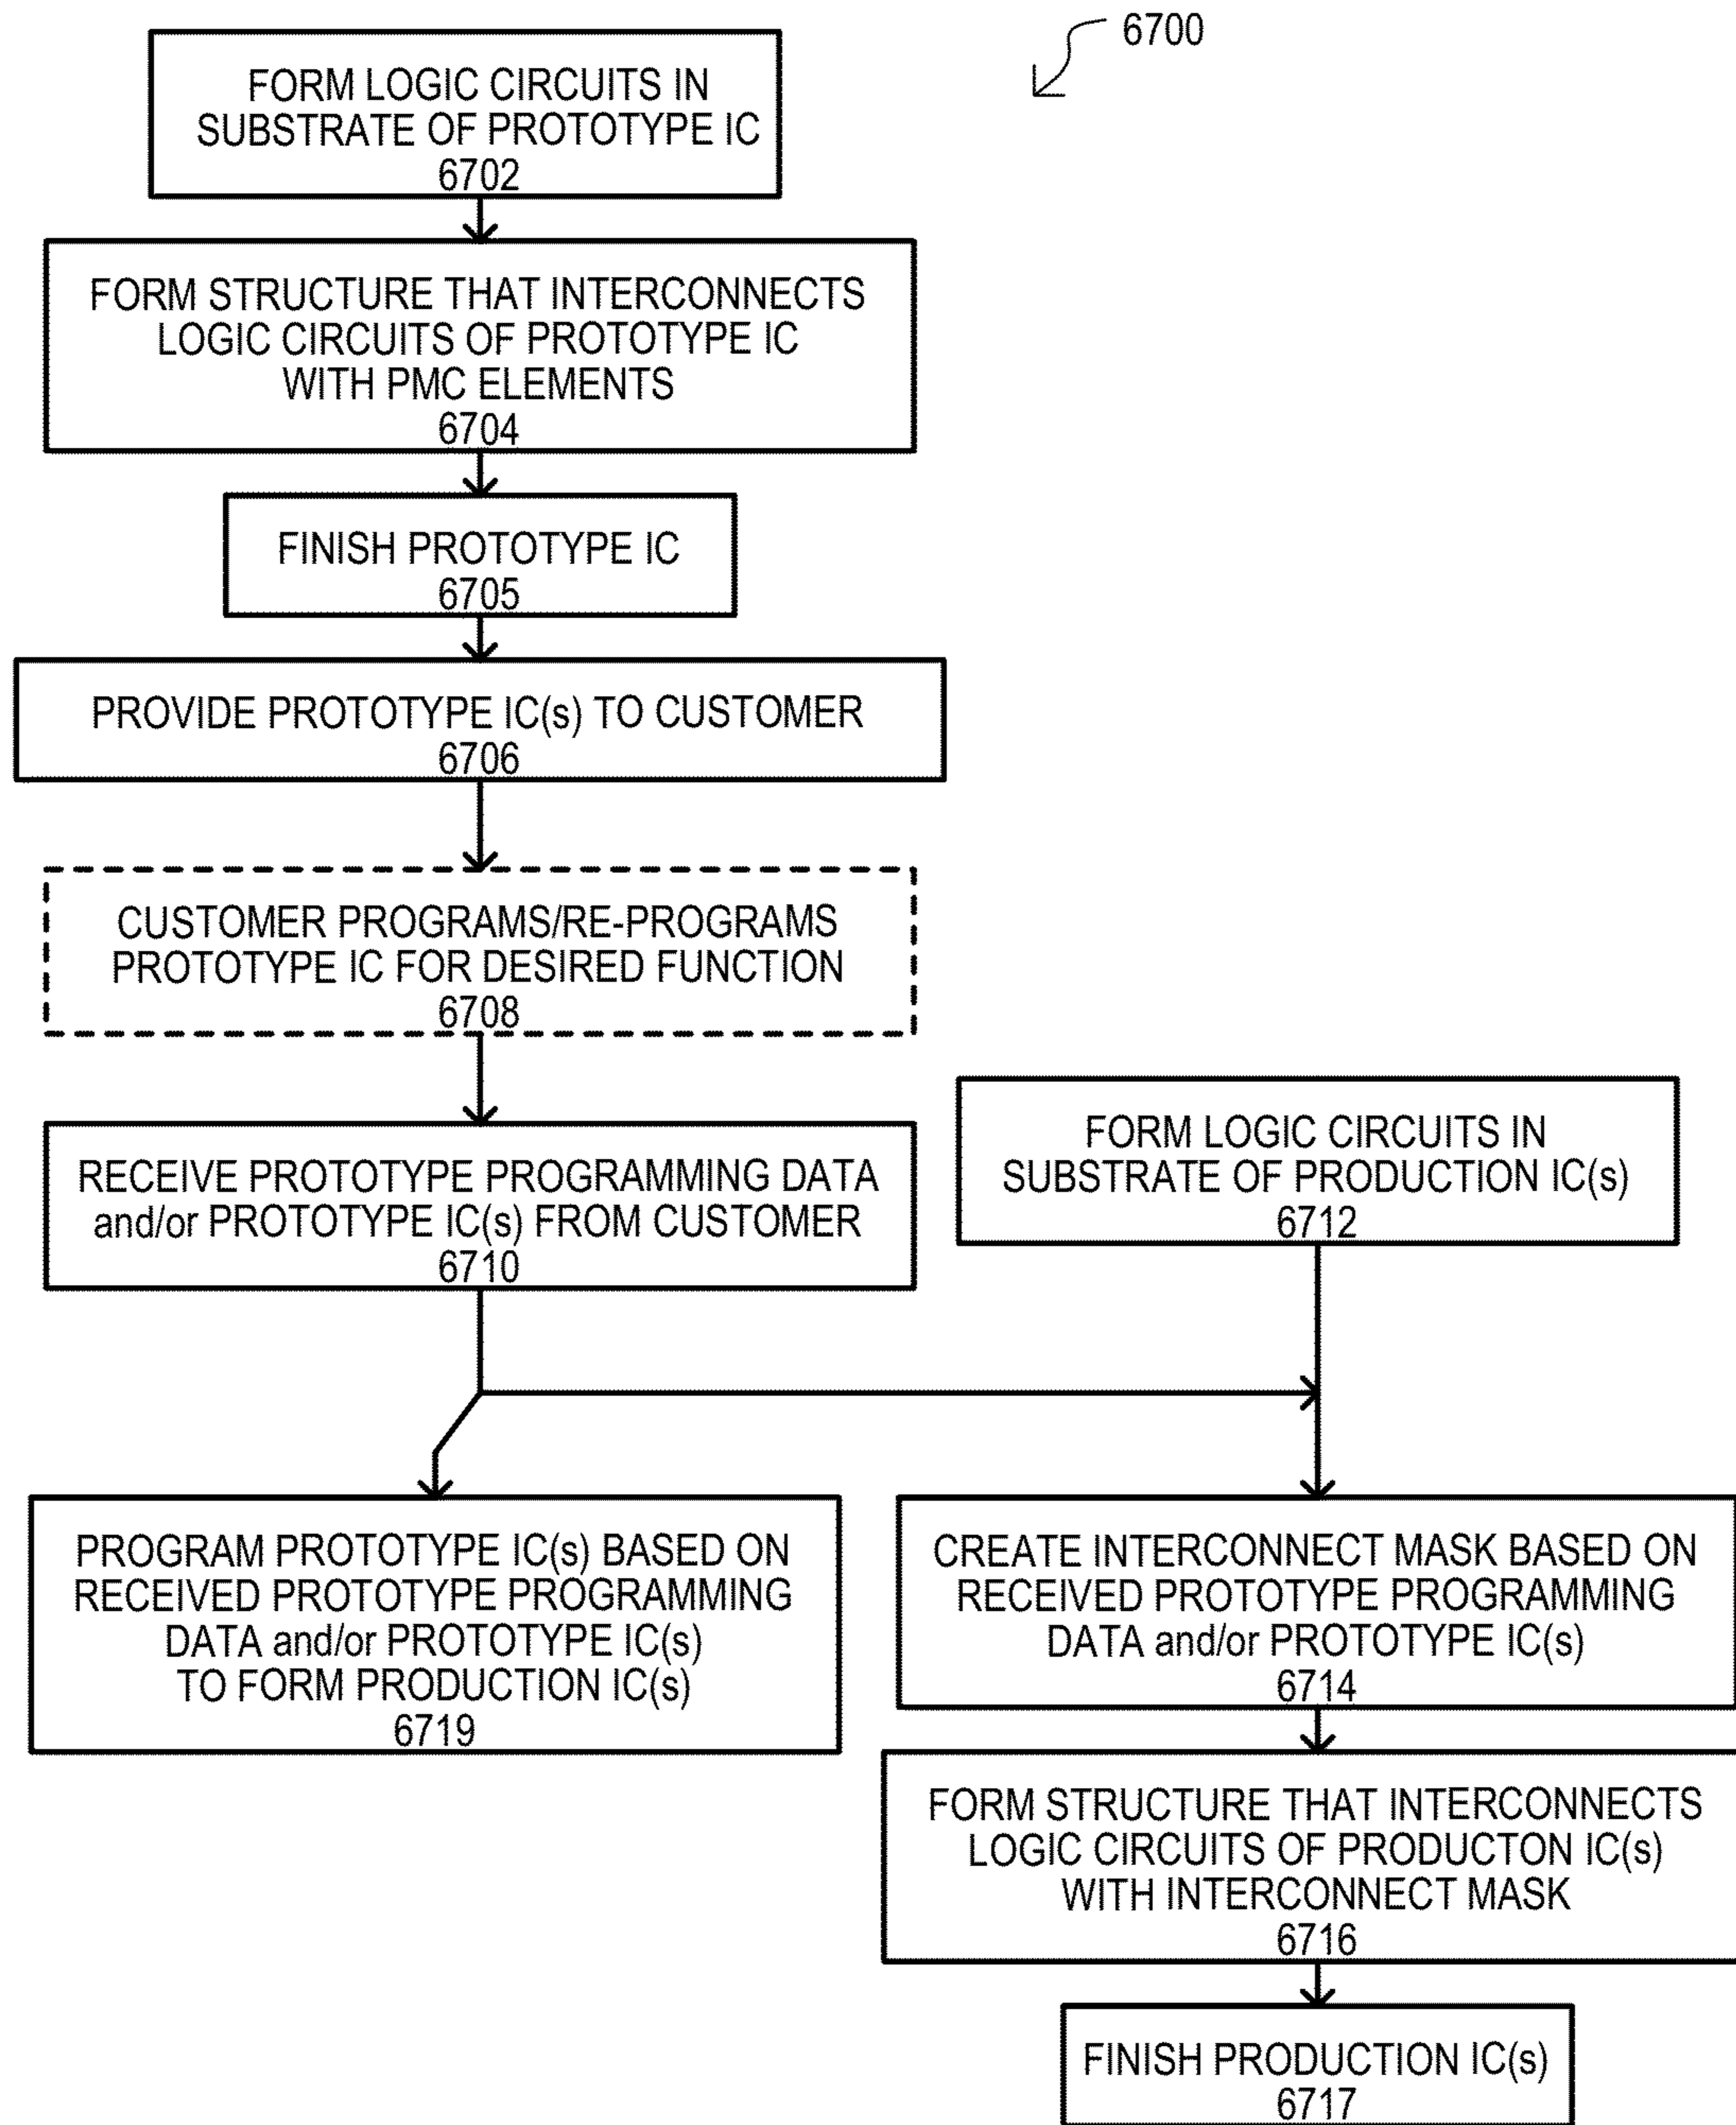 6700
FORM LOGIC CIRCUITS IN
SUBSTRATE OF PROTOTYPE IC
6702
FORM STRUCTURE THAT INTERCONNECTS
LOGIC CIRCUITS OF PROTOTYPE IC
WITH PMC ELEMENTS
6704
FINISH PROTOTYPE IC
6705
PROVIDE PROTOTYPE IC(s) TO CUSTOMER
6706
CUSTOMER PROGRAMS/RE-PROGRAMS
PROTOTYPE IC FOR DESIRED FUNCTION
6708
RECEIVE PROTOTYPE PROGRAMMING DATA
and/or PROTOTYPE IC(s) FROM CUSTOMER
6710
FORM LOGIC CIRCUITS IN
SUBSTRATE OF PRODUCTION IC(s)
6712
PROGRAM PROTOTYPE IC(s) BASED ON
RECEIVED PROTOTYPE PROGRAMMING
DATA and/or PROTOTYPE IC(s)
TO FORM PRODUCTION IC(s)
6719
CREATE INTERCONNECT MASK BASED ON
RECEIVED PROTOTYPE PROGRAMMING
DATA and/or PROTOTYPE IC(s)
6714
FORM STRUCTURE THAT INTERCONNECTS
LOGIC CIRCUITS OF PRODUCTON IC(s)
WITH INTERCONNECT MASK
6716
FINISH PRODUCTION IC(s)
6717